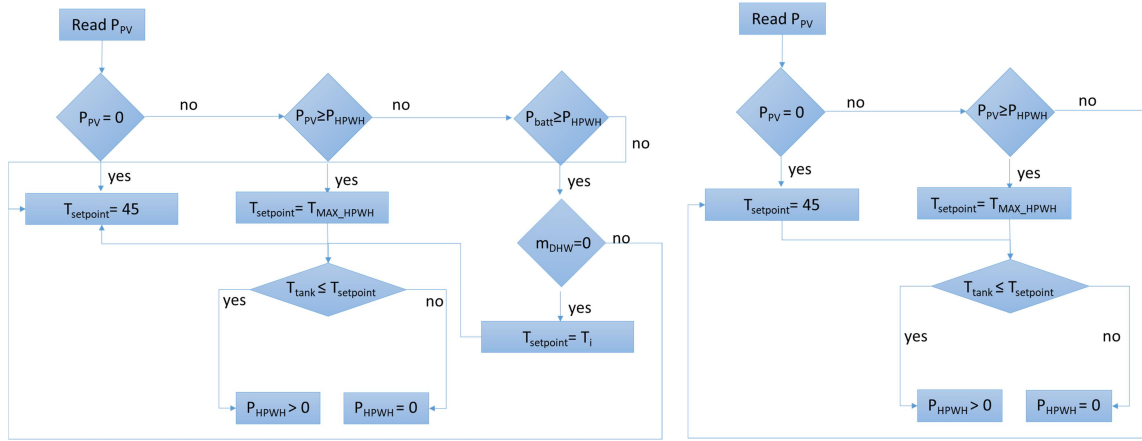 Read P_PV
P_PV = 0
no
P_PV≥P_HPWH
no
P_batt≥P_HPWH
no
yes
yes
yes
T_setpoint= 45
T_setpoint= T_MAX_HPWH
m_DHW=0
no
T_tank ≤ T_setpoint
yes
no
yes
T_setpoint= T_i
P_HPWH > 0
P_HPWH = 0
Read P_PV
P_PV = 0
no
P_PV≥P_HPWH
no
yes
yes
T_setpoint= 45
T_setpoint= T_MAX_HPWH
T_tank ≤ T_setpoint
yes
no
P_HPWH > 0
P_HPWH = 0